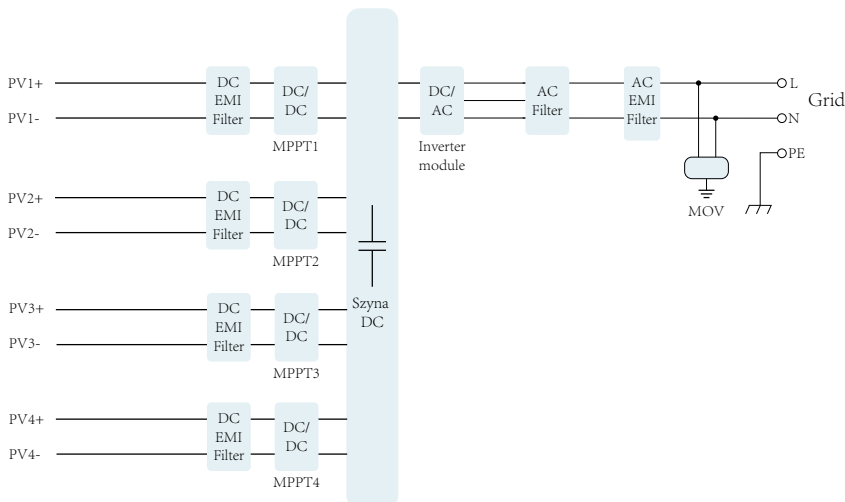 PV1+
PV1-
DC
EMI
Filter
DC/
DC
MPPT1
DC/
AC
Inverter
module
AC
Filter
AC
EMI
Filter
L
N
Grid
PE
MOV
PV2+
PV2-
DC
EMI
Filter
DC/
DC
MPPT2
Szyna
DC
PV3+
PV3-
DC
EMI
Filter
DC/
DC
MPPT3
PV4+
PV4-
DC
EMI
Filter
DC/
DC
MPPT4